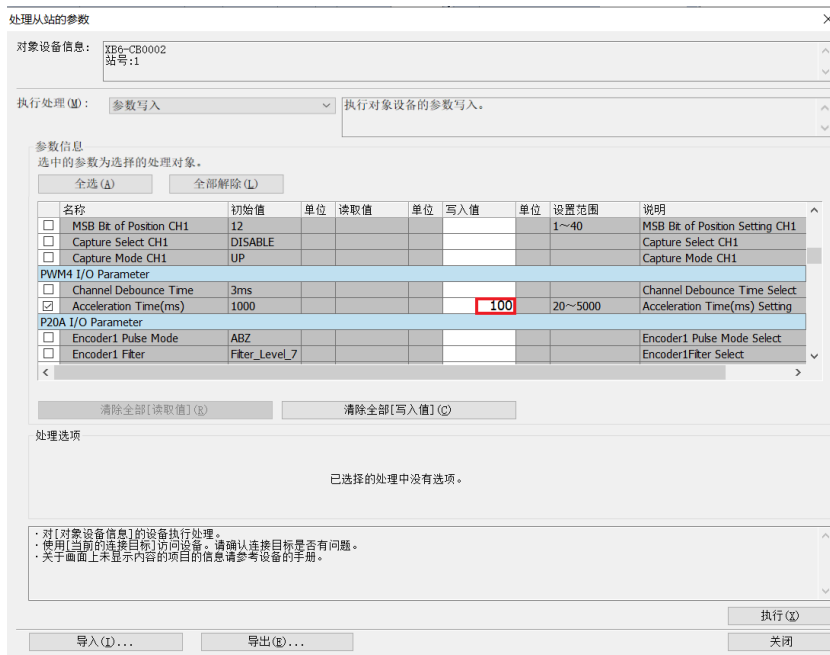 处理从站的参数
对象设备信息: XB6-CB0002
站号:1
执行处理(M): 参数写入 执行对象设备的参数写入。
参数信息
选中的参数为选择的处理对象。
全选(A) 全部解除(L)
名称 初始值 单位 读取值 单位 写入值 单位 设置范围 说明
MSB Bit of Position CH1 12 1~40 MSB Bit of Position Setting CH1
Capture Select CH1 DISABLE Capture Select CH1
Capture Mode CH1 UP Capture Mode CH1
PWM4 I/O Parameter
Channel Debounce Time 3ms Channel Debounce Time Select
Acceleration Time(ms) 1000 100 20~5000 Acceleration Time(ms) Setting
P20A I/O Parameter
Encoder1 Pulse Mode ABZ Encoder1 Pulse Mode Select
Encoder1 Filter Filter_Level_7 Encoder1Filter Select
清除全部[读取值](R) 清除全部[写入值](C)
处理选项
已选择的处理中没有选项。
·对[对象设备信息]的设备执行处理。
·使用[当前的连接目标]访问设备。请确认连接目标是否有问题。
·关于画面上未显示内容的项目的信息请参考设备的手册。
执行(X)
导入(I)... 导出(E)... 关闭